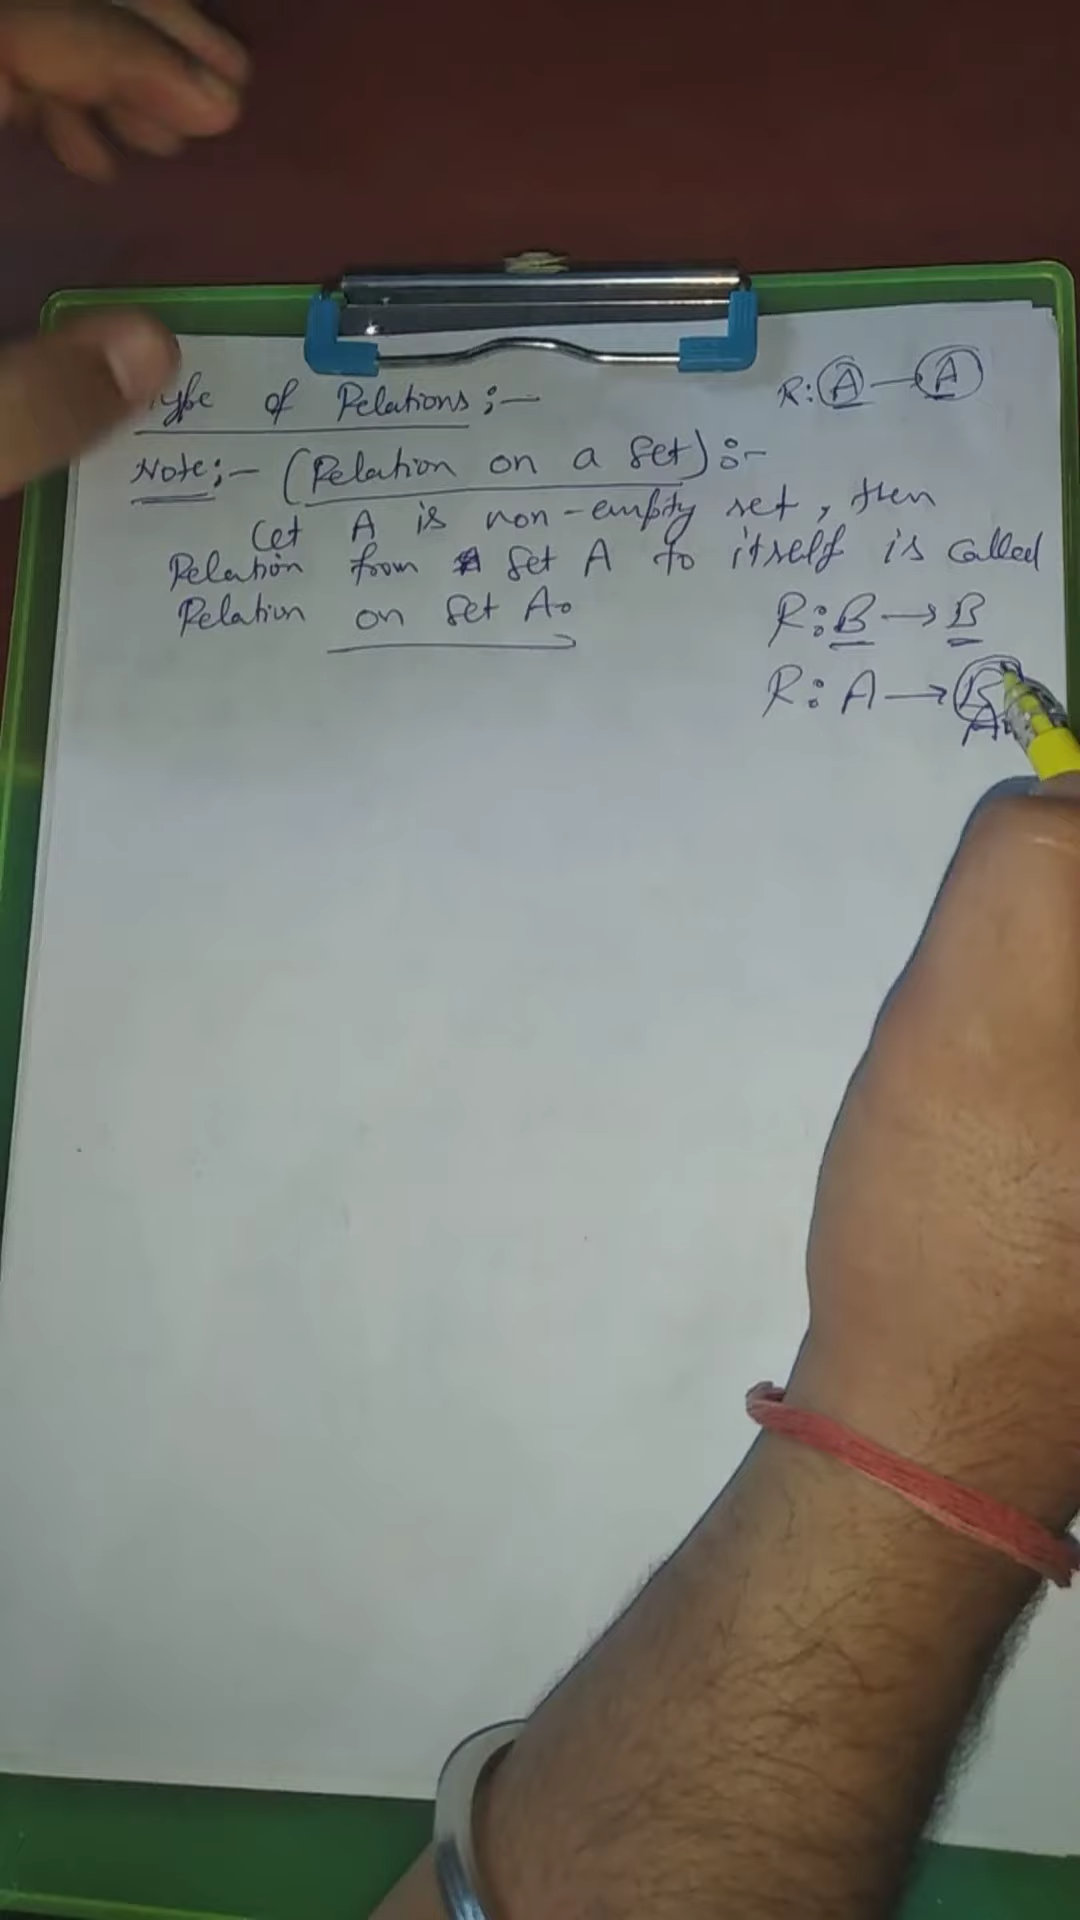 Type of Relations :—
R: A → A
Note :— (Relation on a set) :-
Let A is non-empty set, then
Relation from set A to itself is called
Relation on set A.
R: B → B
R: A → B
A